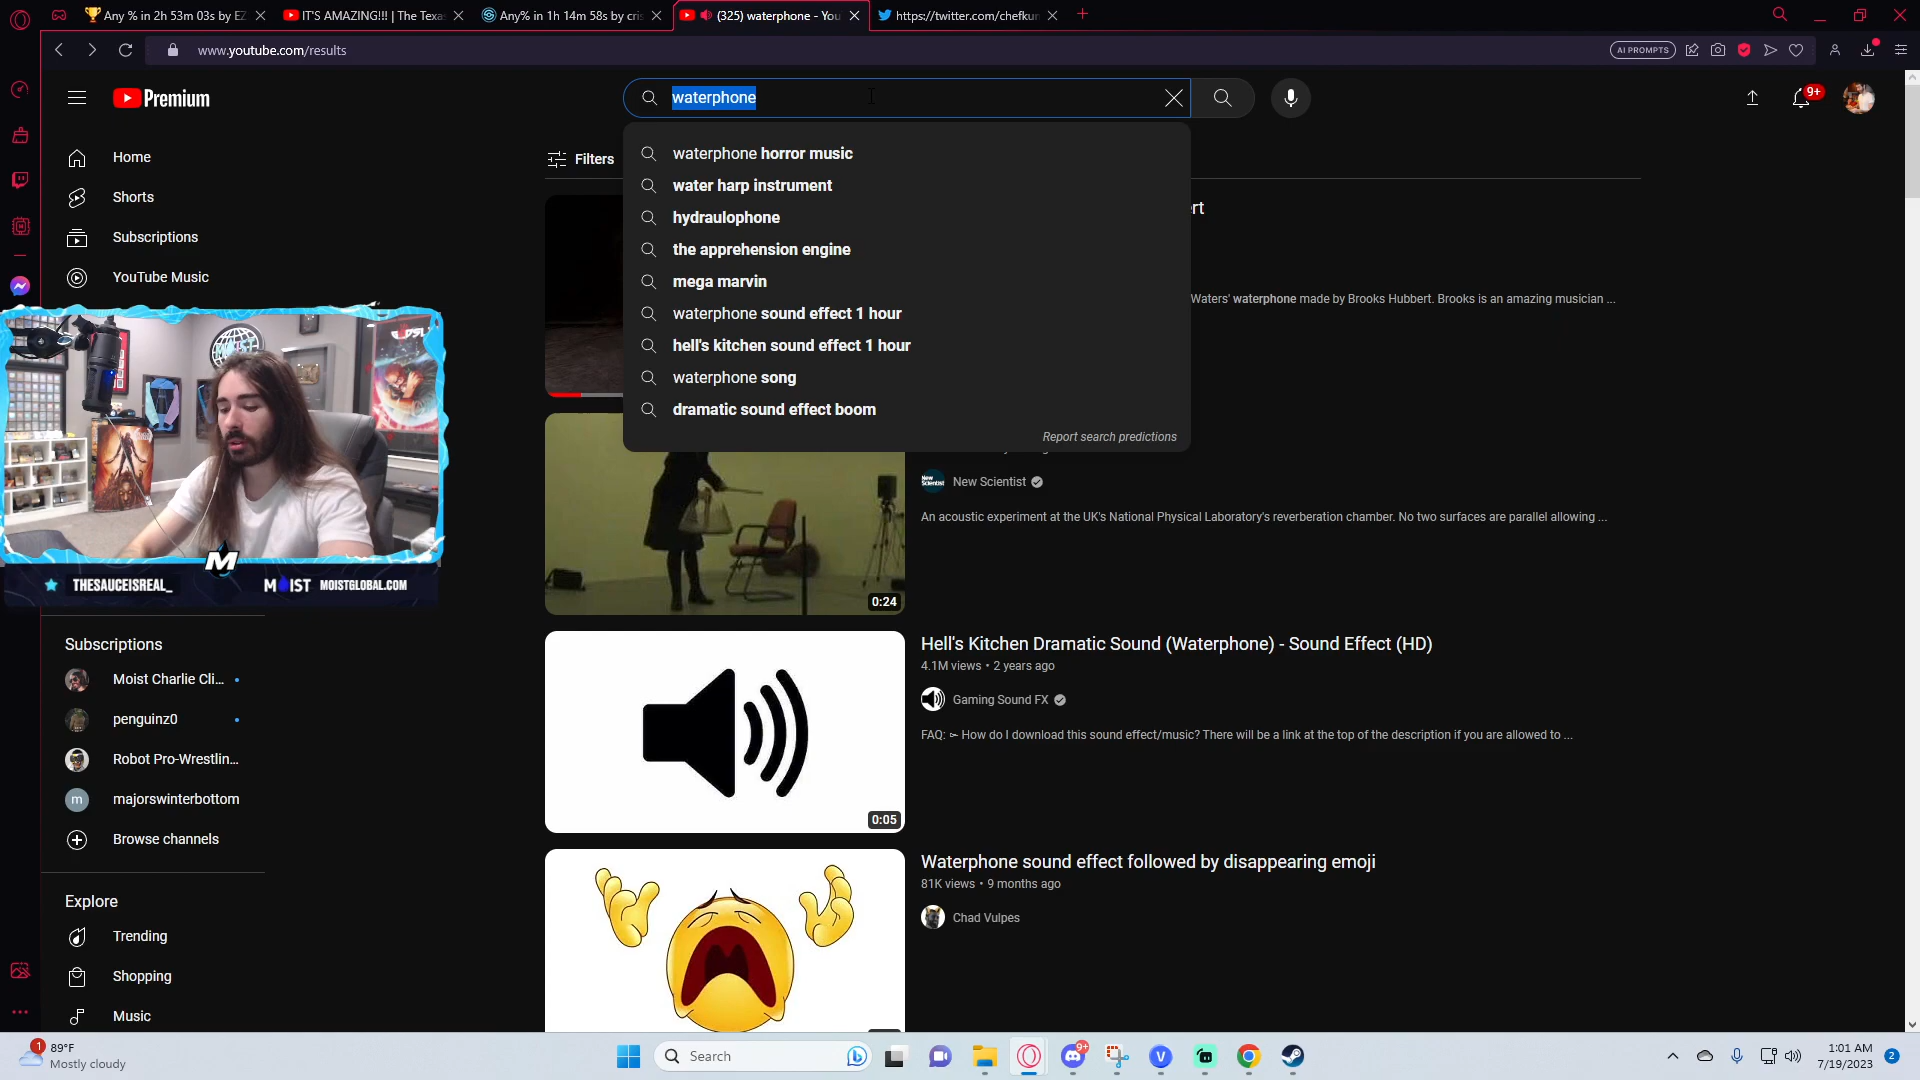 Any % in 2h 53m 03s by EZ
IT'S AMAZING!!! | The Texa
Any% in 1h 14m 58s by cris
(325) waterphone - You
https://twitter.com/chefkun
www.youtube.com/results
AI PROMPTS
Premium
waterphone
9+
Home
Shorts
Subscriptions
YouTube Music
Filters
waterphone horror music
water harp instrument
hydraulophone
the apprehension engine
mega marvin
waterphone sound effect 1 hour
hell's kitchen sound effect 1 hour
waterphone song
dramatic sound effect boom
Report search predictions
rt
Waters' waterphone made by Brooks Hubbert. Brooks is an amazing musician ...
New Scientist
An acoustic experiment at the UK's National Physical Laboratory's reverberation chamber. No two surfaces are parallel allowing ...
0:24
M
THESAUCEISREAL_
MOIST
MOISTGLOBAL.COM
Subscriptions
Moist Charlie Cli...
penguinz0
Robot Pro-Wrestlin...
m
majorswinterbottom
Browse channels
Explore
Trending
Shopping
Music
Hell's Kitchen Dramatic Sound (Waterphone) - Sound Effect (HD)
4.1M views • 2 years ago
Gaming Sound FX
FAQ: ➣ How do I download this sound effect/music? There will be a link at the top of the description if you are allowed to ...
0:05
Waterphone sound effect followed by disappearing emoji
81K views • 9 months ago
Chad Vulpes
1
89°F
Mostly cloudy
Search
9+
V
1:01 AM
7/19/2023
2